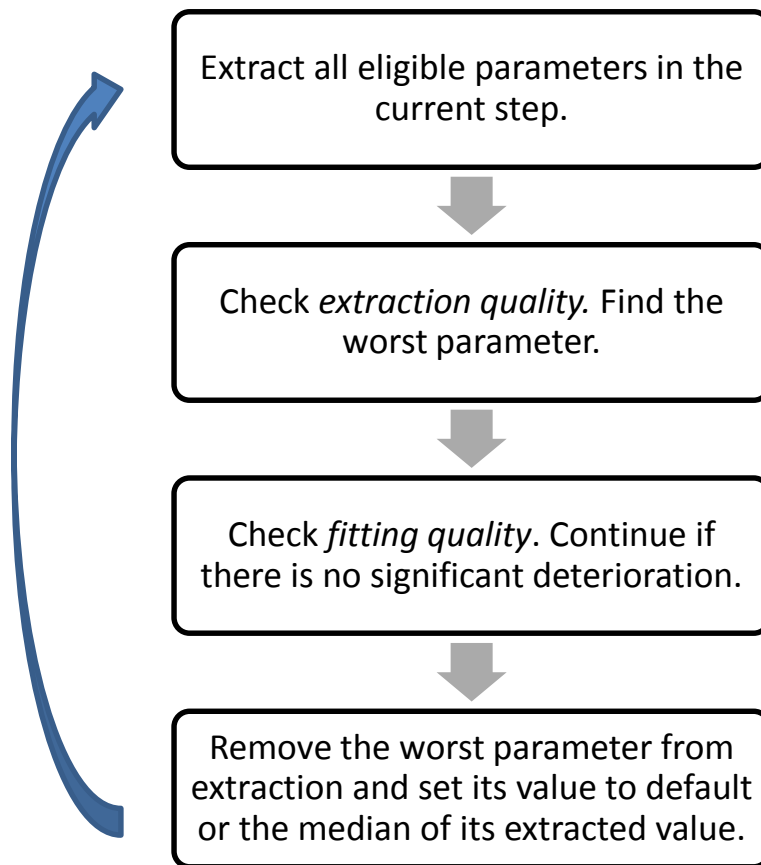 Extract all eligible parameters in the
current step.
Check extraction quality. Find the
worst parameter.
Check fitting quality. Continue if
there is no significant deterioration.
Remove the worst parameter from
extraction and set its value to default
or the median of its extracted value.